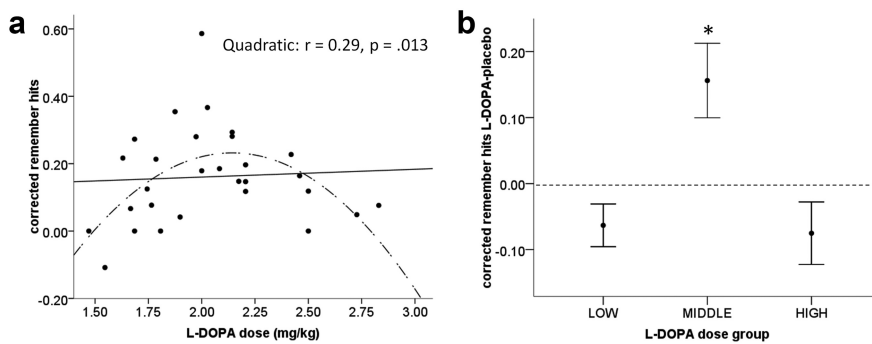 a
Quadratic: r = 0.29, p = .013
corrected remember hits
0.60
0.40
0.20
0.00
-0.20
1.50 1.75 2.00 2.25 2.50 2.75 3.00
L-DOPA dose (mg/kg)
b
*
corrected remember hits L-DOPA-placebo
0.20
0.10
0.00
-0.10
LOW MIDDLE HIGH
L-DOPA dose group